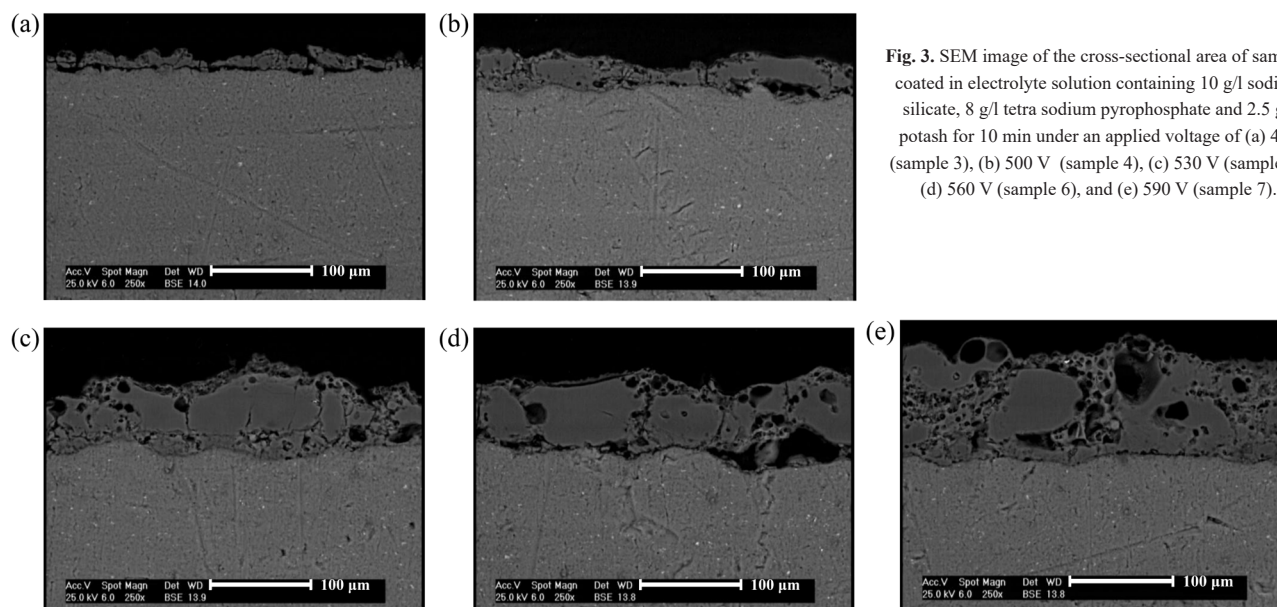 (a)
Acc.V Spot Magn Det WD
25.0 kV 6.0 250x BSE 14.0
100 µm
(b)
Acc.V Spot Magn Det WD
25.0 kV 6.0 250x BSE 13.9
100 µm
Fig. 3. SEM image of the cross-sectional area of
coated in electrolyte solution containing 10 g/l
silicate, 8 g/l tetra sodium pyrophosphate and 2.5
potash for 10 min under an applied voltage of (a)
(sample 3), (b) 500 V (sample 4), (c) 530 V (sample
(d) 560 V (sample 6), and (e) 590 V (sample 7).
(c)
Acc.V Spot Magn Det WD
25.0 kV 6.0 250x BSE 13.9
100 µm
(d)
Acc.V Spot Magn Det WD
25.0 kV 6.0 250x BSE 13.8
100 µm
(e)
Acc.V Spot Magn Det WD
25.0 kV 6.0 250x BSE 13.8
100 µm